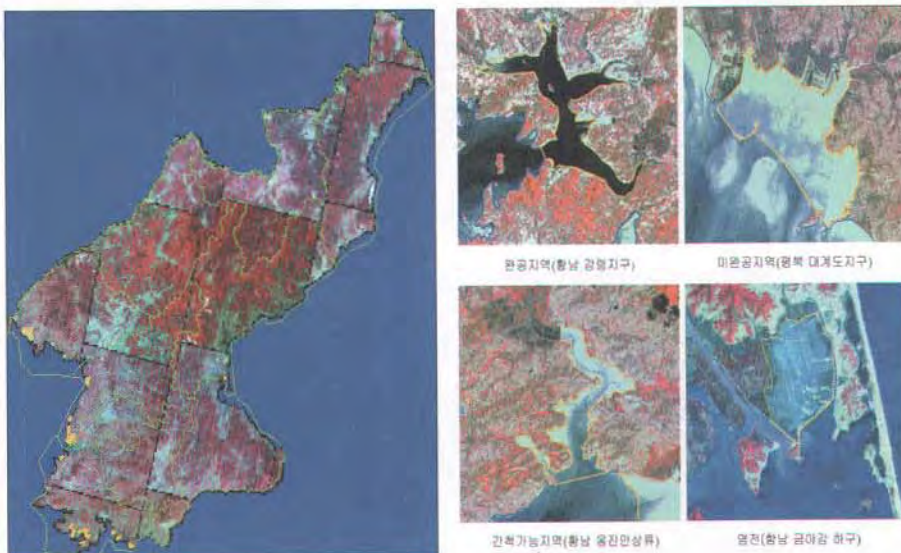 완공지역(황남 강령지구)
미완공지역(평북 대계도지구)
간척가능지역(황남 옹진만상류)
염전(함남 금야강 하구)